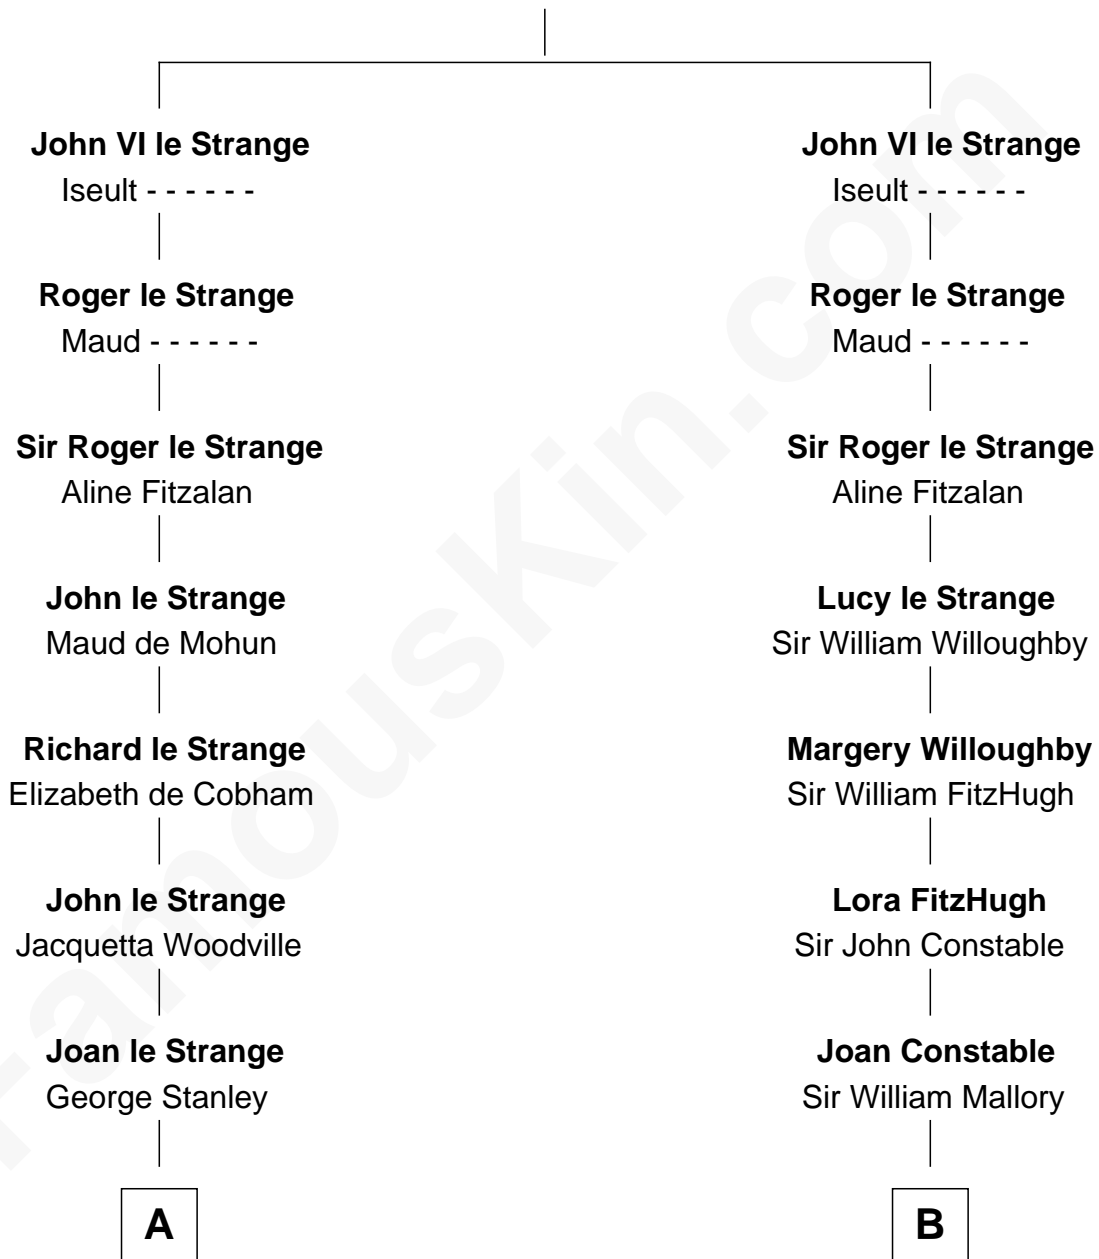 John VI le Strange
Iseult - - - - - -
Roger le Strange
Maud - - - - - -
Sir Roger le Strange
Aline Fitzalan
John le Strange
Maud de Mohun
Richard le Strange
Elizabeth de Cobham
John le Strange
Jacquetta Woodville
Joan le Strange
George Stanley
A
John VI le Strange
Iseult - - - - - -
Roger le Strange
Maud - - - - - -
Sir Roger le Strange
Aline Fitzalan
Lucy le Strange
Sir William Willoughby
Margery Willoughby
Sir William FitzHugh
Lora FitzHugh
Sir John Constable
Joan Constable
Sir William Mallory
B
FamousKin.com